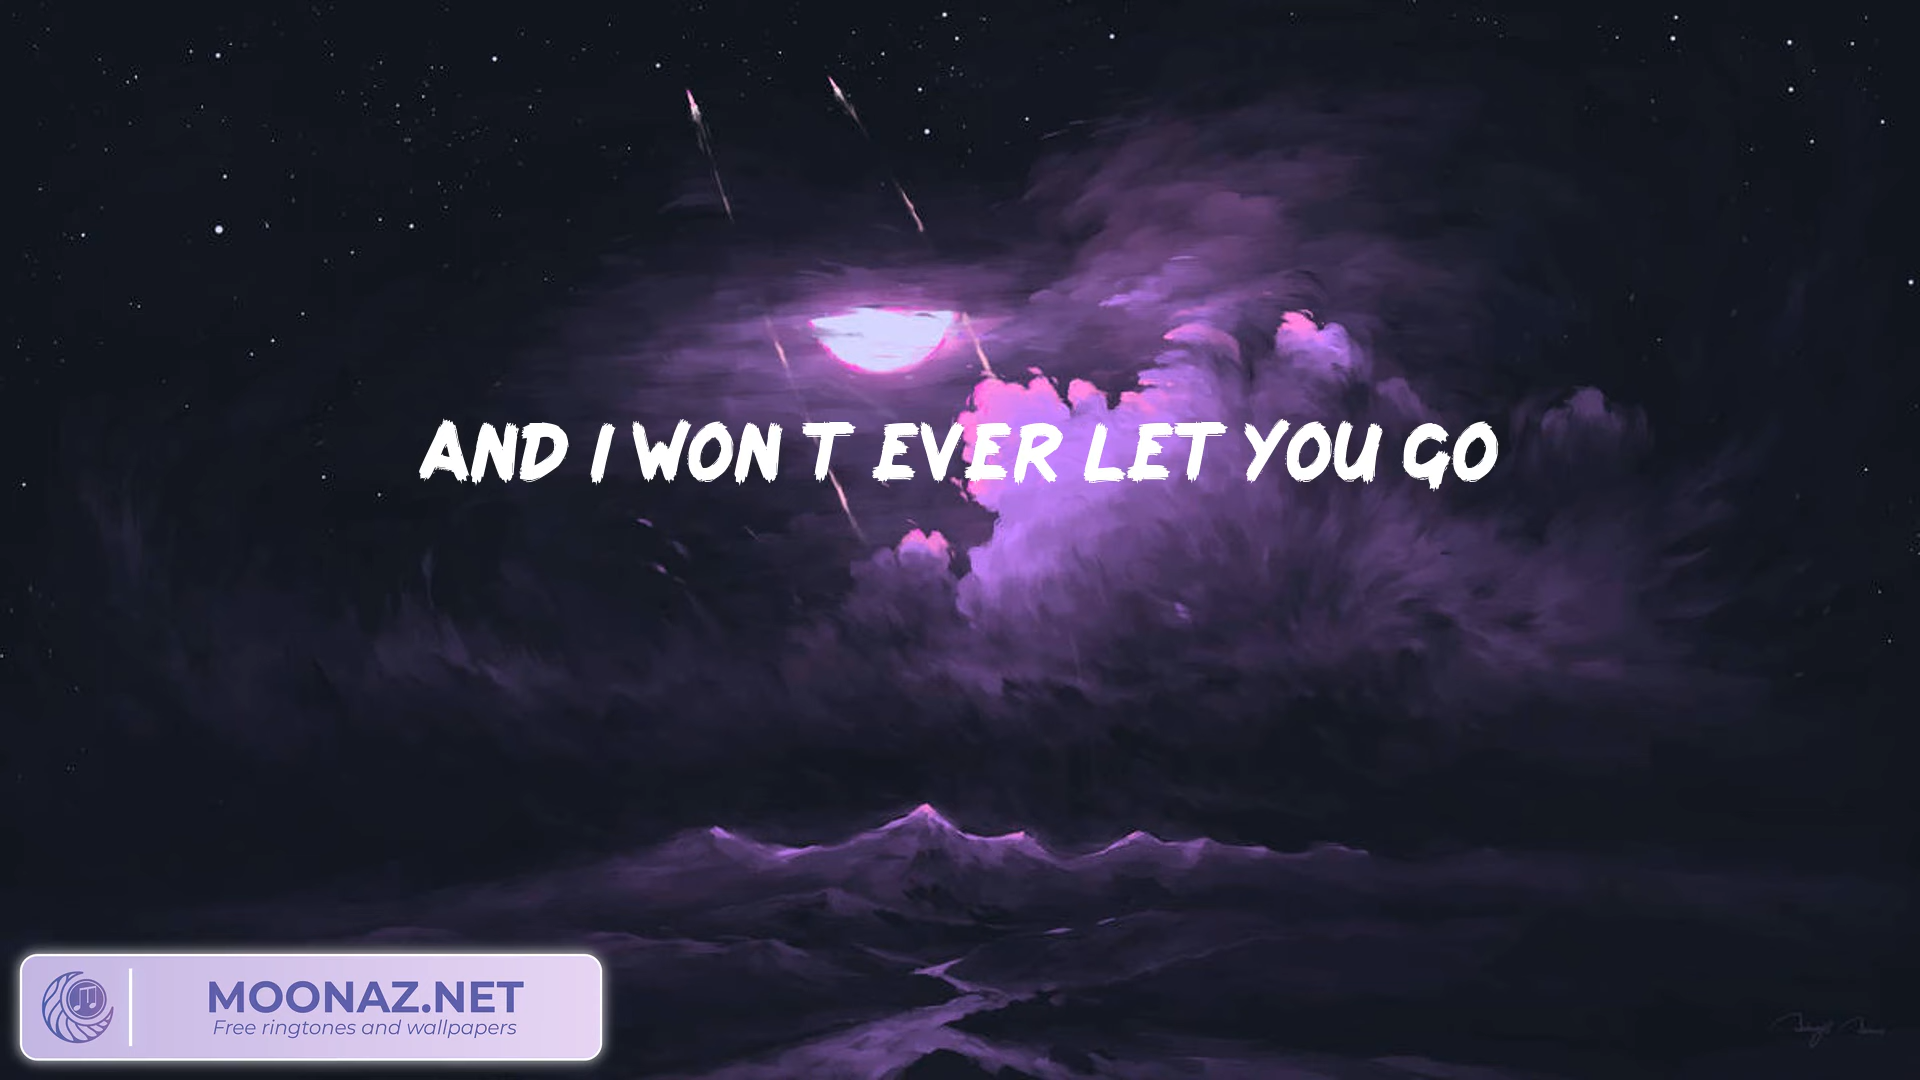 AND I WON T EVER LET YOU GO
MOONAZ.NET
Free ringtones and wallpapers